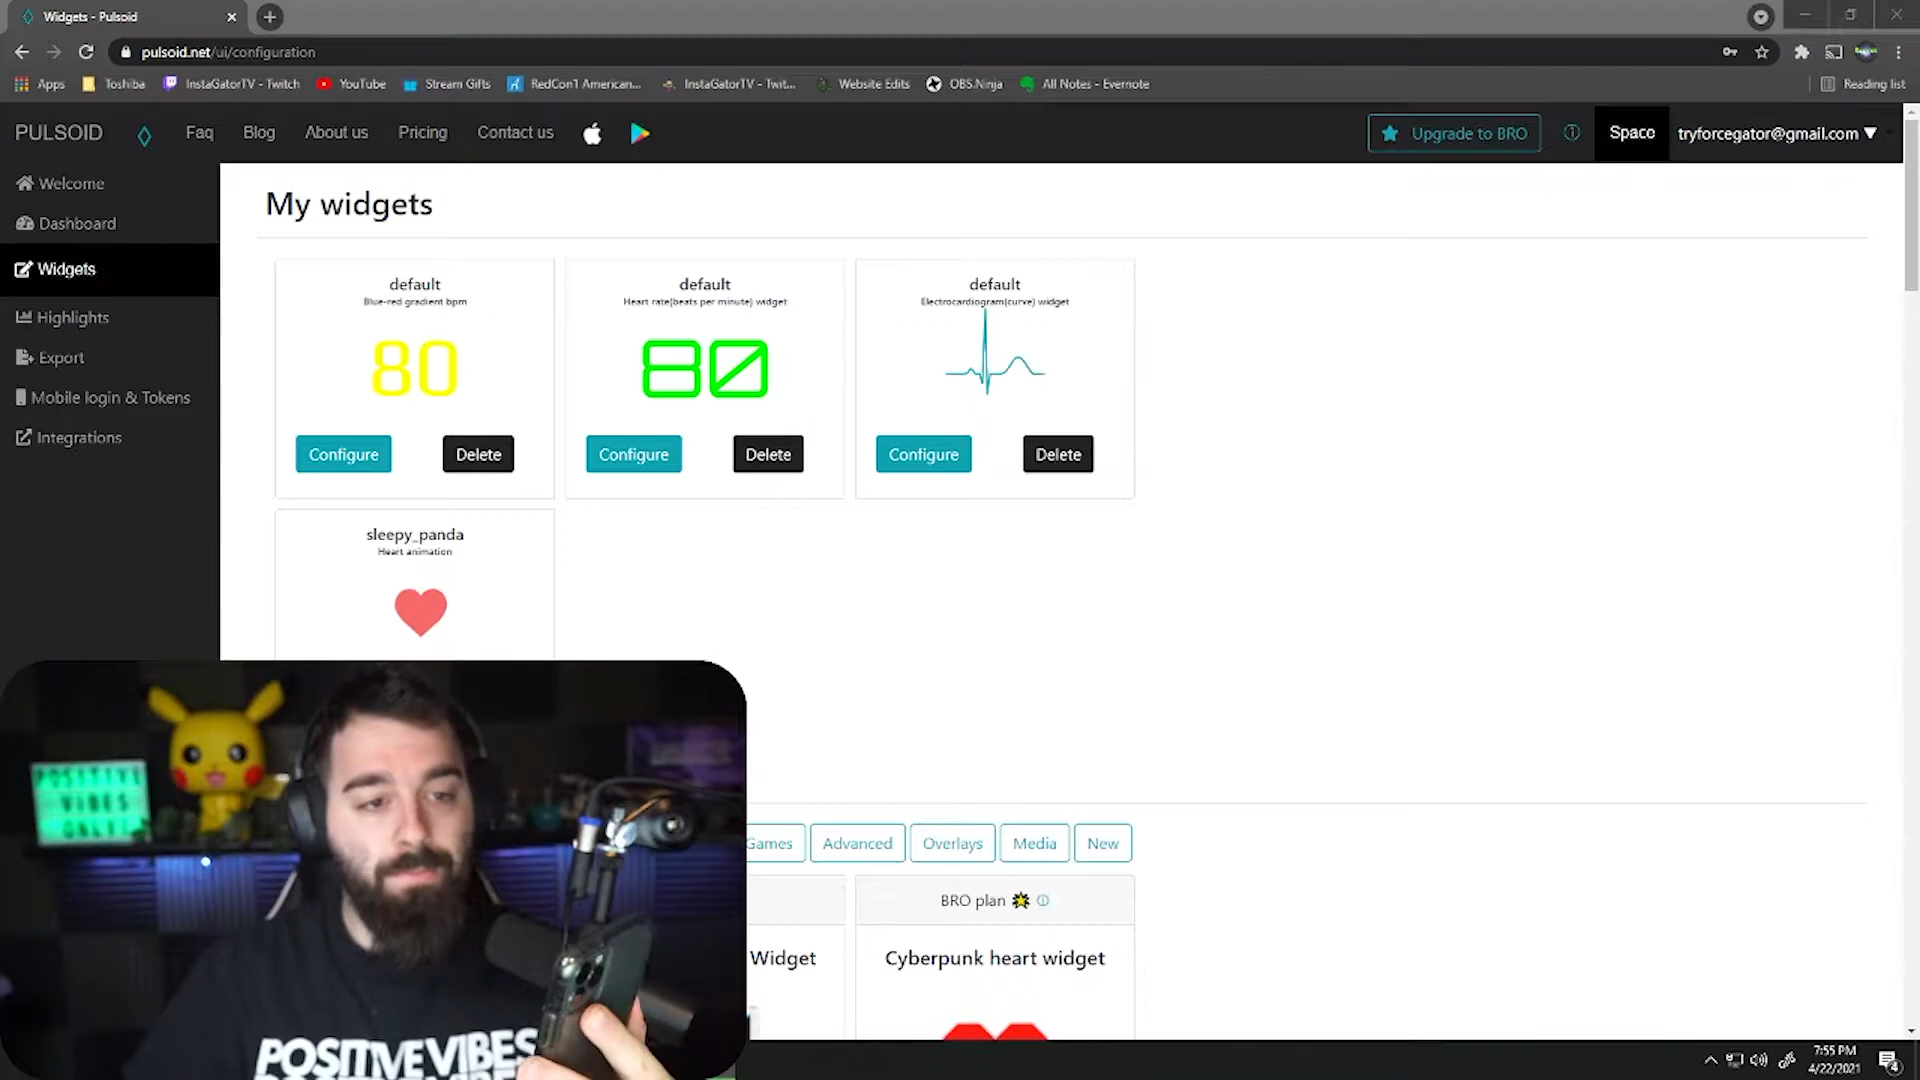 Widgets - Pulsoid
pulsoid.net/ui/configuration
Apps Toshiba InstaGatorTV - Twitch YouTube Stream Gifts RedCon1 American... InstaGatorTV - Twit... Website Edits OBS.Ninja All Notes - Evernote Reading list
PULSOID Faq Blog About us Pricing Contact us Upgrade to BRO Space tryforcegator@gmail.com
Welcome
Dashboard
Widgets
Highlights
Export
Mobile login & Tokens
Integrations
My widgets
default
Blue-red gradient bpm
80
Configure Delete
default
Heart rate(beats per minute) widget
80
Configure Delete
default
Electrocardiogram(curve) widget
Configure Delete
sleepy_panda
Heart animation
Games Advanced Overlays Media New
Widget
BRO plan
Cyberpunk heart widget
POSITIVE
VIBES
ONLY
POSITIVEVIBES
7:55 PM
4/22/2021
4